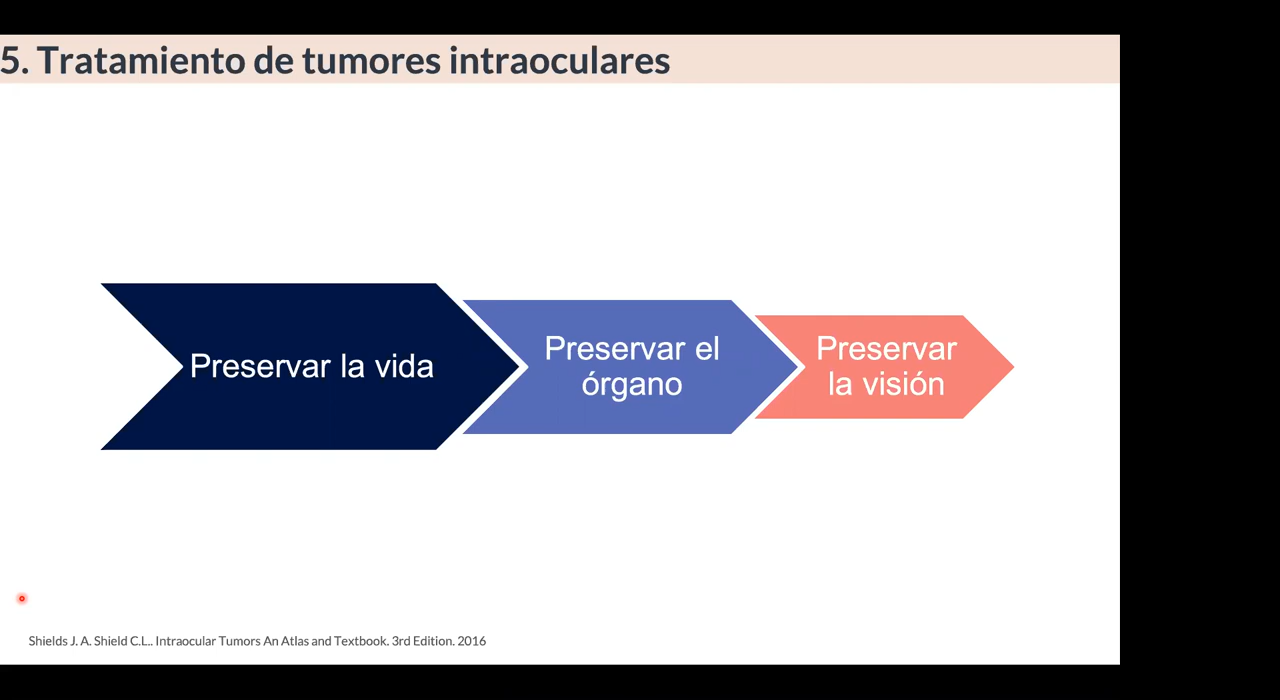 5. Tratamiento de tumores intraoculares
Preservar la vida
Preservar el
órgano
Preservar
la visión
Shields J. A. Shield C.L.. Intraocular Tumors An Atlas and Textbook. 3rd Edition. 2016